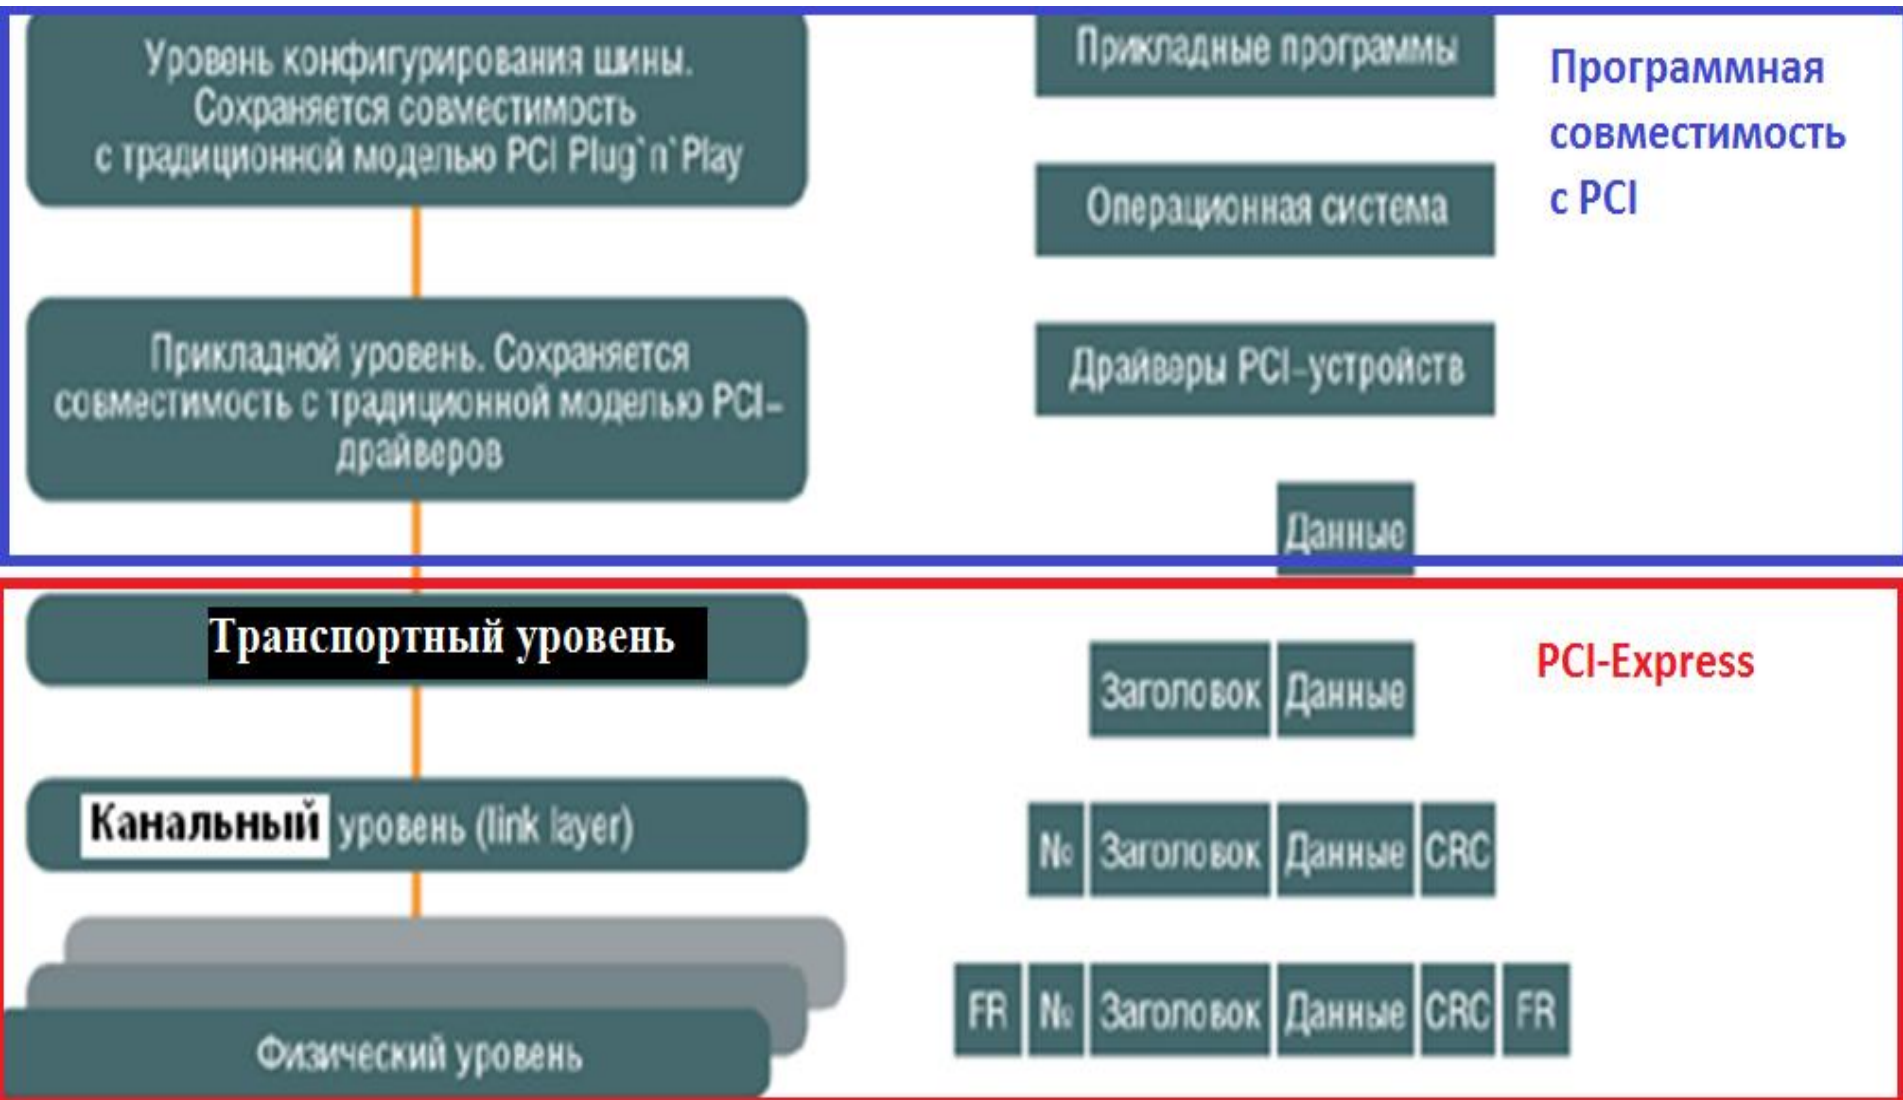 Уровень конфигурирования шины.
Сохраняется совместимость
с традиционной моделью PCI Plug`n`Play
Прикладные программы
Программная
совместимость
с PCI
Операционная система
Прикладной уровень. Сохраняется
совместимость с традиционной моделью PCI-
драйверов
Драйверы PCI-устройств
Данные
Транспортный уровень
Заголовок Данные
PCI-Express
Канальный уровень (link layer)
№ Заголовок Данные CRC
Физический уровень
FR № Заголовок Данные CRC FR